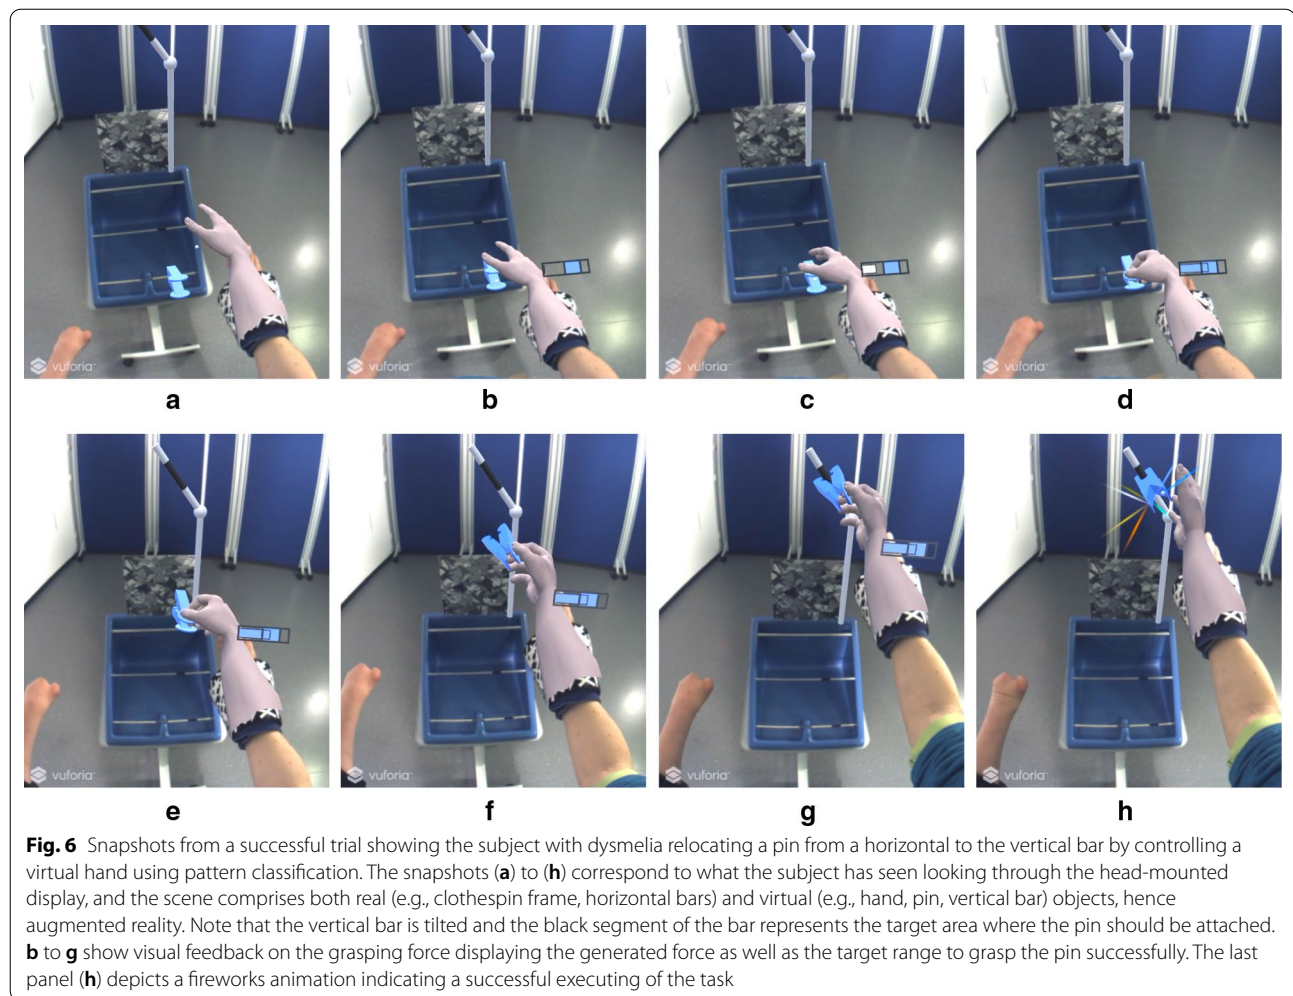 vuforia vuforia vuforia vuforia
a b c d
vuforia vuforia vuforia vuforia
e f g h
Fig. 6 Snapshots from a successful trial showing the subject with dysmelia relocating a pin from a horizontal to the vertical bar by controlling a
virtual hand using pattern classification. The snapshots (a) to (h) correspond to what the subject has seen looking through the head-mounted
display, and the scene comprises both real (e.g., clothespin frame, horizontal bars) and virtual (e.g., hand, pin, vertical bar) objects, hence
augmented reality. Note that the vertical bar is tilted and the black segment of the bar represents the target area where the pin should be attached.
b to g show visual feedback on the grasping force displaying the generated force as well as the target range to grasp the pin successfully. The last
panel (h) depicts a fireworks animation indicating a successful executing of the task